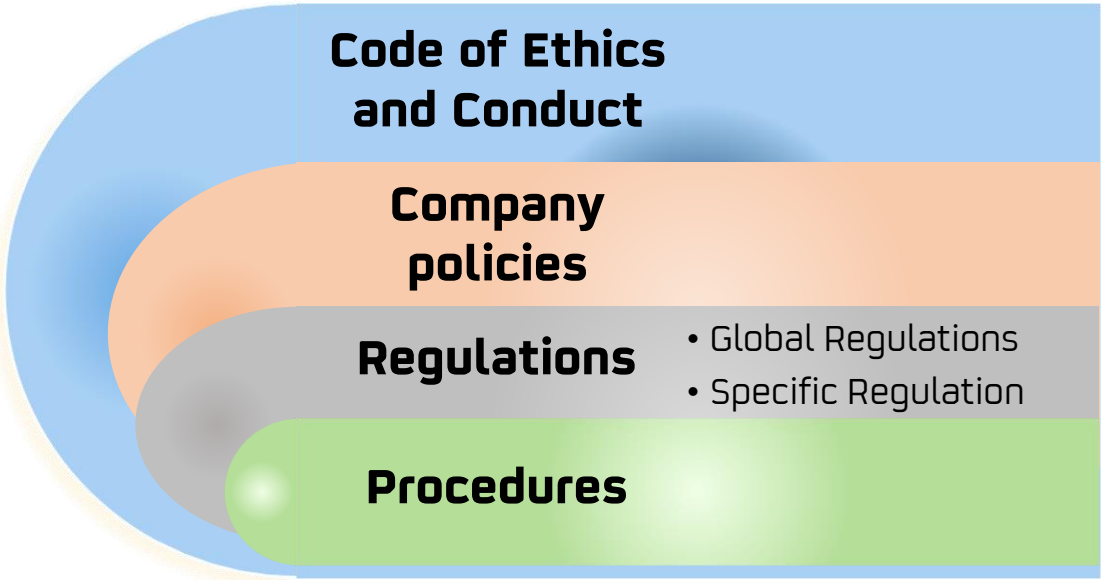 Code of Ethics
and Conduct
Company
policies
Regulations
• Global Regulations
• Specific Regulation
Procedures